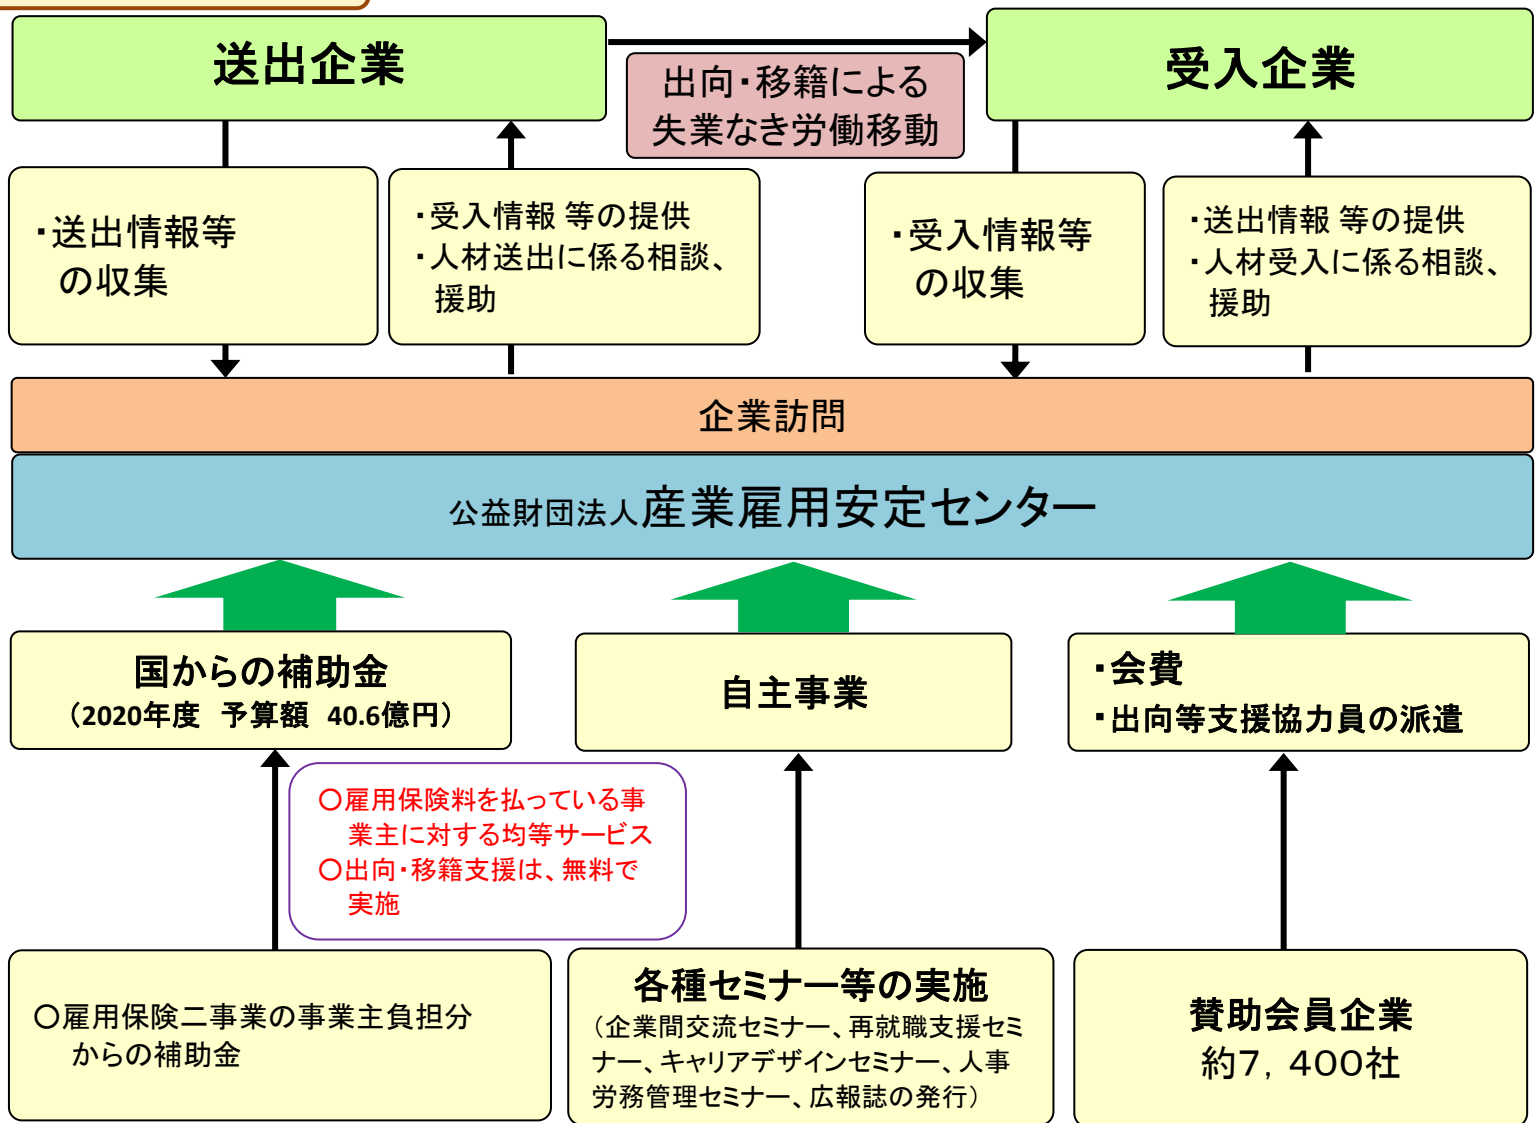 送出企業
受入企業
出向・移籍による
失業なき労働移動
・送出情報等
の収集
・受入情報 等の提供
・人材送出に係る相談、
援助
・受入情報等
の収集
・送出情報 等の提供
・人材受入に係る相談、
援助
企業訪問
公益財団法人産業雇用安定センター
国からの補助金
（2020年度　予算額　40.6億円）
自主事業
・会費
・出向等支援協力員の派遣
○雇用保険料を払っている事
業主に対する均等サービス
○出向・移籍支援は、無料で
実施
○雇用保険二事業の事業主負担分
からの補助金
各種セミナー等の実施
（企業間交流セミナー、再就職支援セミ
ナー、キャリアデザインセミナー、人事
労務管理セミナー、広報誌の発行）
賛助会員企業
約７，４００社